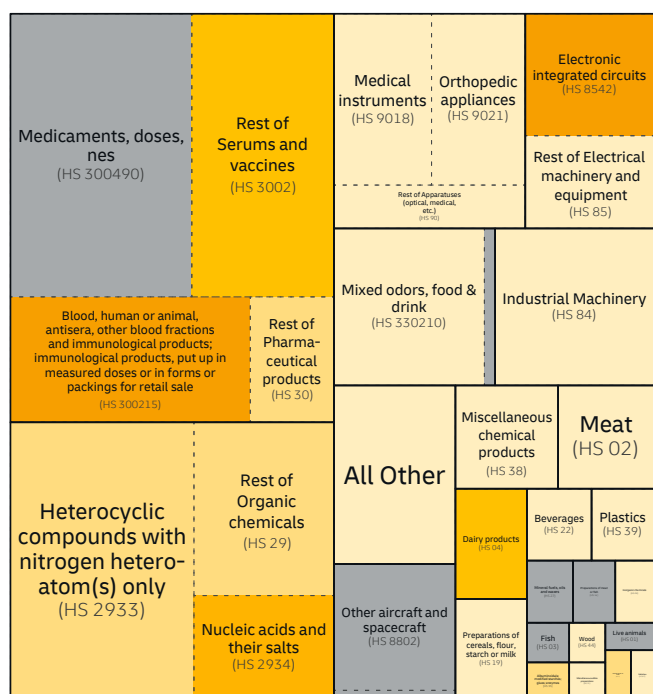 Medicaments, doses,
nes
(HS 300490)
Rest of
Serums and
vaccines
(HS 3002)
Blood, human or animal,
antisera, other blood fractions
and immunological products;
immunological products, put up in
measured doses or in forms or
packings for retail sale
(HS 300215)
Rest of
Pharma-
ceutical
products
(HS 30)
Heterocyclic
compounds with
nitrogen hetero-
atom(s) only
(HS 2933)
Rest of
Organic
chemicals
(HS 29)
Nucleic acids and
their salts
(HS 2934)
Medical
instruments
(HS 9018)
Orthopedic
appliances
(HS 9021)
Rest of Apparatuses
(optical, medical,
etc.)
(HS 90)
Electronic
integrated circuits
(HS 8542)
Rest of Electrical
machinery and
equipment
(HS 85)
Mixed odors, food &
drink
(HS 330210)
Industrial Machinery
(HS 84)
All Other
Miscellaneous
chemical
products
(HS 38)
Meat
(HS 02)
Dairy products
(HS 04)
Beverages
(HS 22)
Plastics
(HS 39)
Other aircraft and
spacecraft
(HS 8802)
Preparations of
cereals, flour,
starch or milk
(HS 19)
Fish
(HS 03)
Wood
(HS 44)
Live animals
(HS 01)